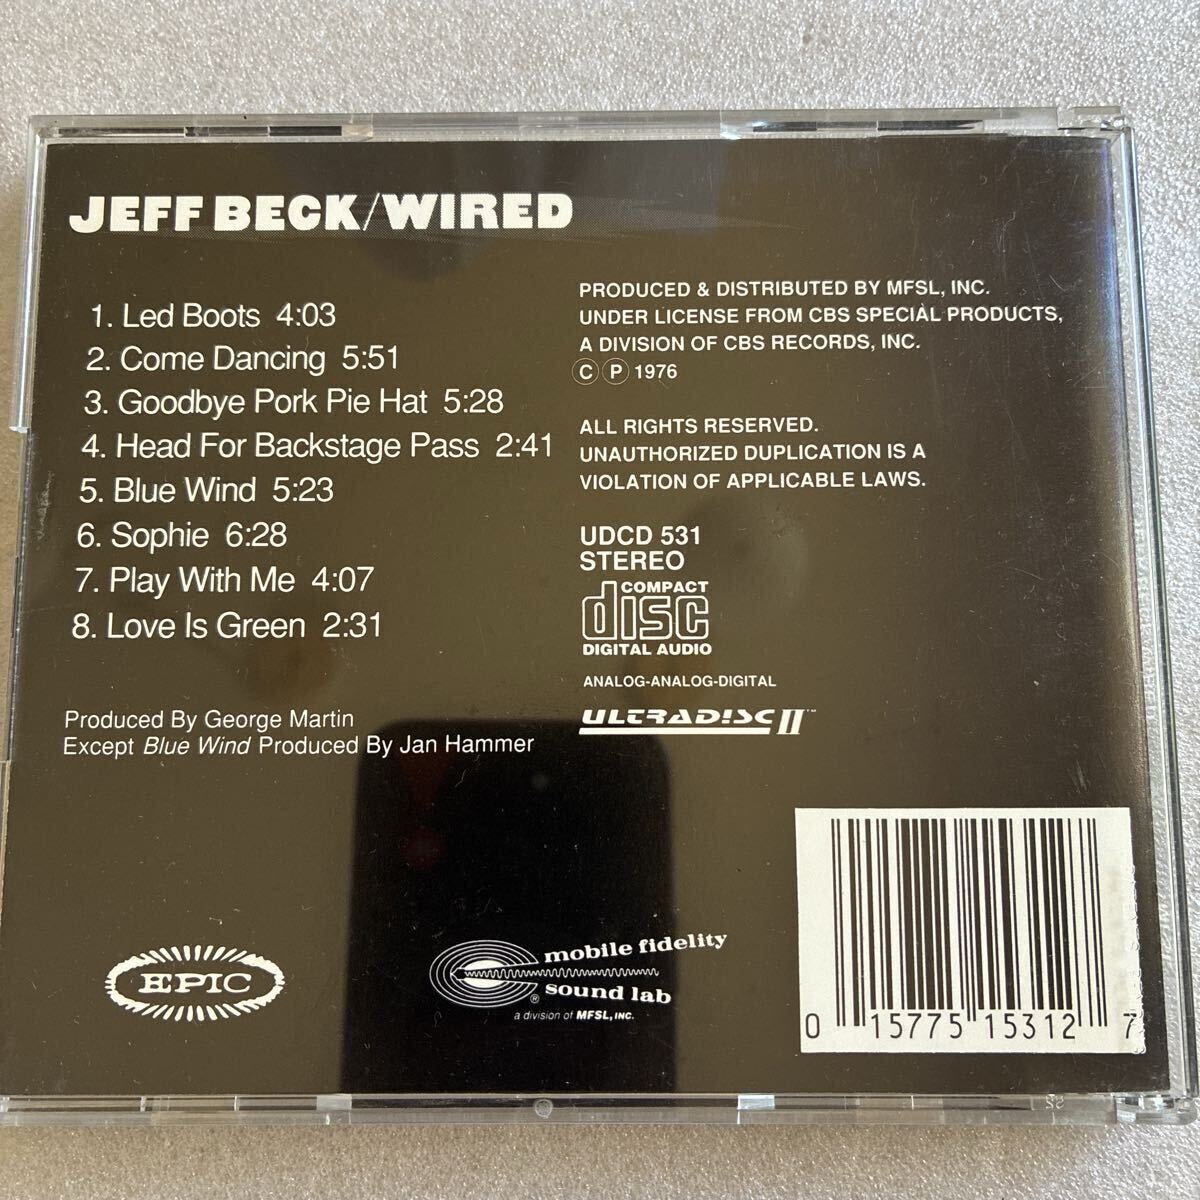 JEFF BECK/WIRED
1. Led Boots 4:03
2. Come Dancing 5:51
3. Goodbye Pork Pie Hat 5:28
4. Head For Backstage Pass 2:41
5. Blue Wind 5:23
6. Sophie 6:28
7. Play With Me 4:07
8. Love Is Green 2:31
Produced By George Martin
Except Blue Wind Produced By Jan Hammer
PRODUCED & DISTRIBUTED BY MFSL, INC.
UNDER LICENSE FROM CBS SPECIAL PRODUCTS,
A DIVISION OF CBS RECORDS, INC.
Ⓒ Ⓟ 1976
ALL RIGHTS RESERVED.
UNAUTHORIZED DUPLICATION IS A
VIOLATION OF APPLICABLE LAWS.
UDCD 531
STEREO
COMPACT
disc
DIGITAL AUDIO
ANALOG-ANALOG-DIGITAL
ULTRADISC II™
EPIC
mobile fidelity
sound lab
®
a division of MFSL, INC.
0 15775 15312 7